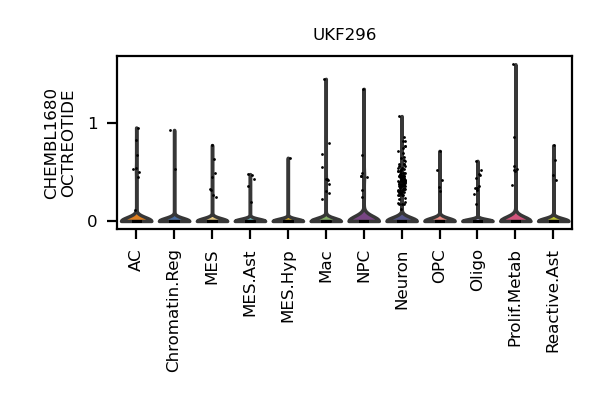 UKF296
CHEMBL1680
OCTREOTIDE
1
0
AC
Chromatin.Reg
MES
MES.Ast
MES.Hyp
Mac
NPC
Neuron
OPC
Oligo
Prolif.Metab
Reactive.Ast